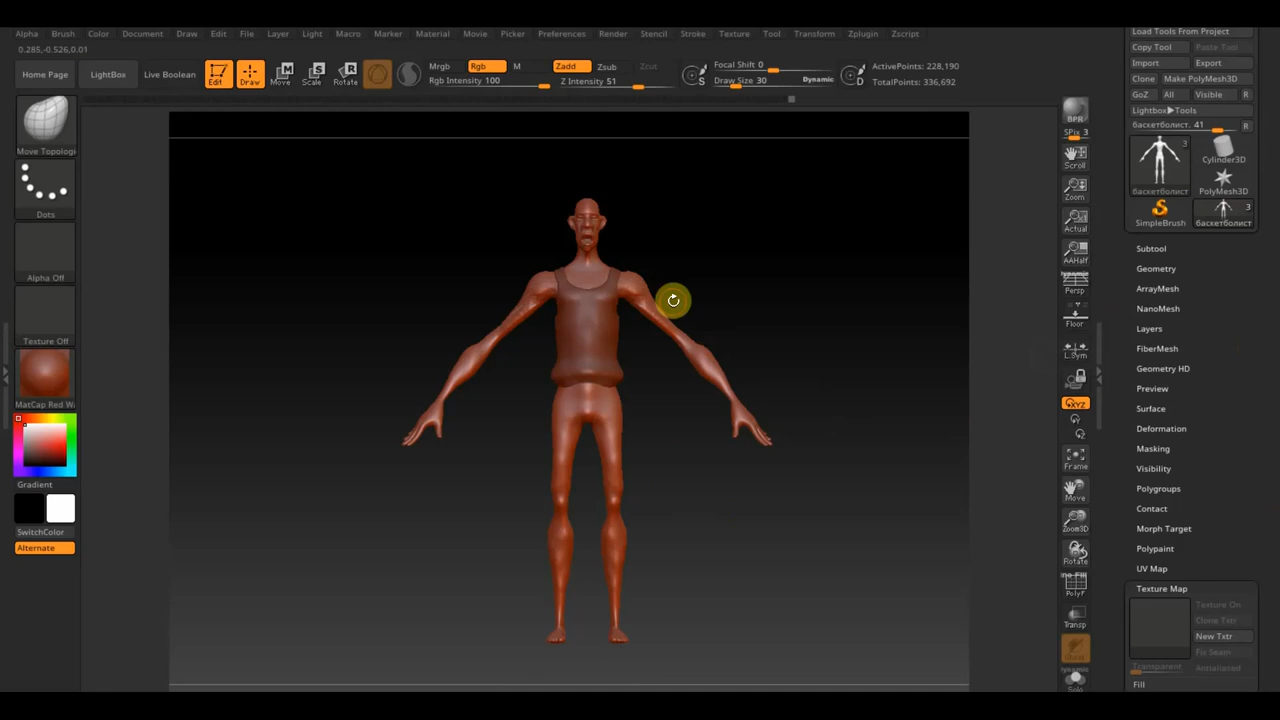 Alpha Brush Color Document Draw Edit File Layer Light Macro Marker Material Movie Picker Preferences Render Stencil Stroke Texture Tool Transform Zplugin Zscript
0.285,-0.526,0.01
Home Page LightBox Live Boolean Edit Draw Move Scale Rotate
Mrgb Rgb M Zadd Zsub Zcut
Rgb Intensity 100 Z Intensity 51
Focal Shift 0
Draw Size 30 Dynamic
ActivePoints: 228,190
TotalPoints: 336,692
Move Topologi
Dots
Alpha Off
Texture Off
MatCap Red Wa
Gradient
SwitchColor
Alternate
BPR
SPix 3
Scroll
Zoom
Actual
AAHalf
Dynamic
Persp
Floor
L.Sym
XYZ
Frame
Move
Zoom3D
Rotate
PolyF
Transp
Dynamic
Solo
Load Tools From Project
Copy Tool Paste Tool
Import Export
Clone Make PolyMesh3D
GoZ All Visible R
Lightbox▶Tools
баскетболист. 41 R
3
Cylinder3D
баскетболист PolyMesh3D
3
SimpleBrush баскетболист
Subtool
Geometry
ArrayMesh
NanoMesh
Layers
FiberMesh
Geometry HD
Preview
Surface
Deformation
Masking
Visibility
Polygroups
Contact
Morph Target
Polypaint
UV Map
Texture Map
Texture On
Clone Txtr
New Txtr
Fix Seam
Transparent Antialiased
Fill